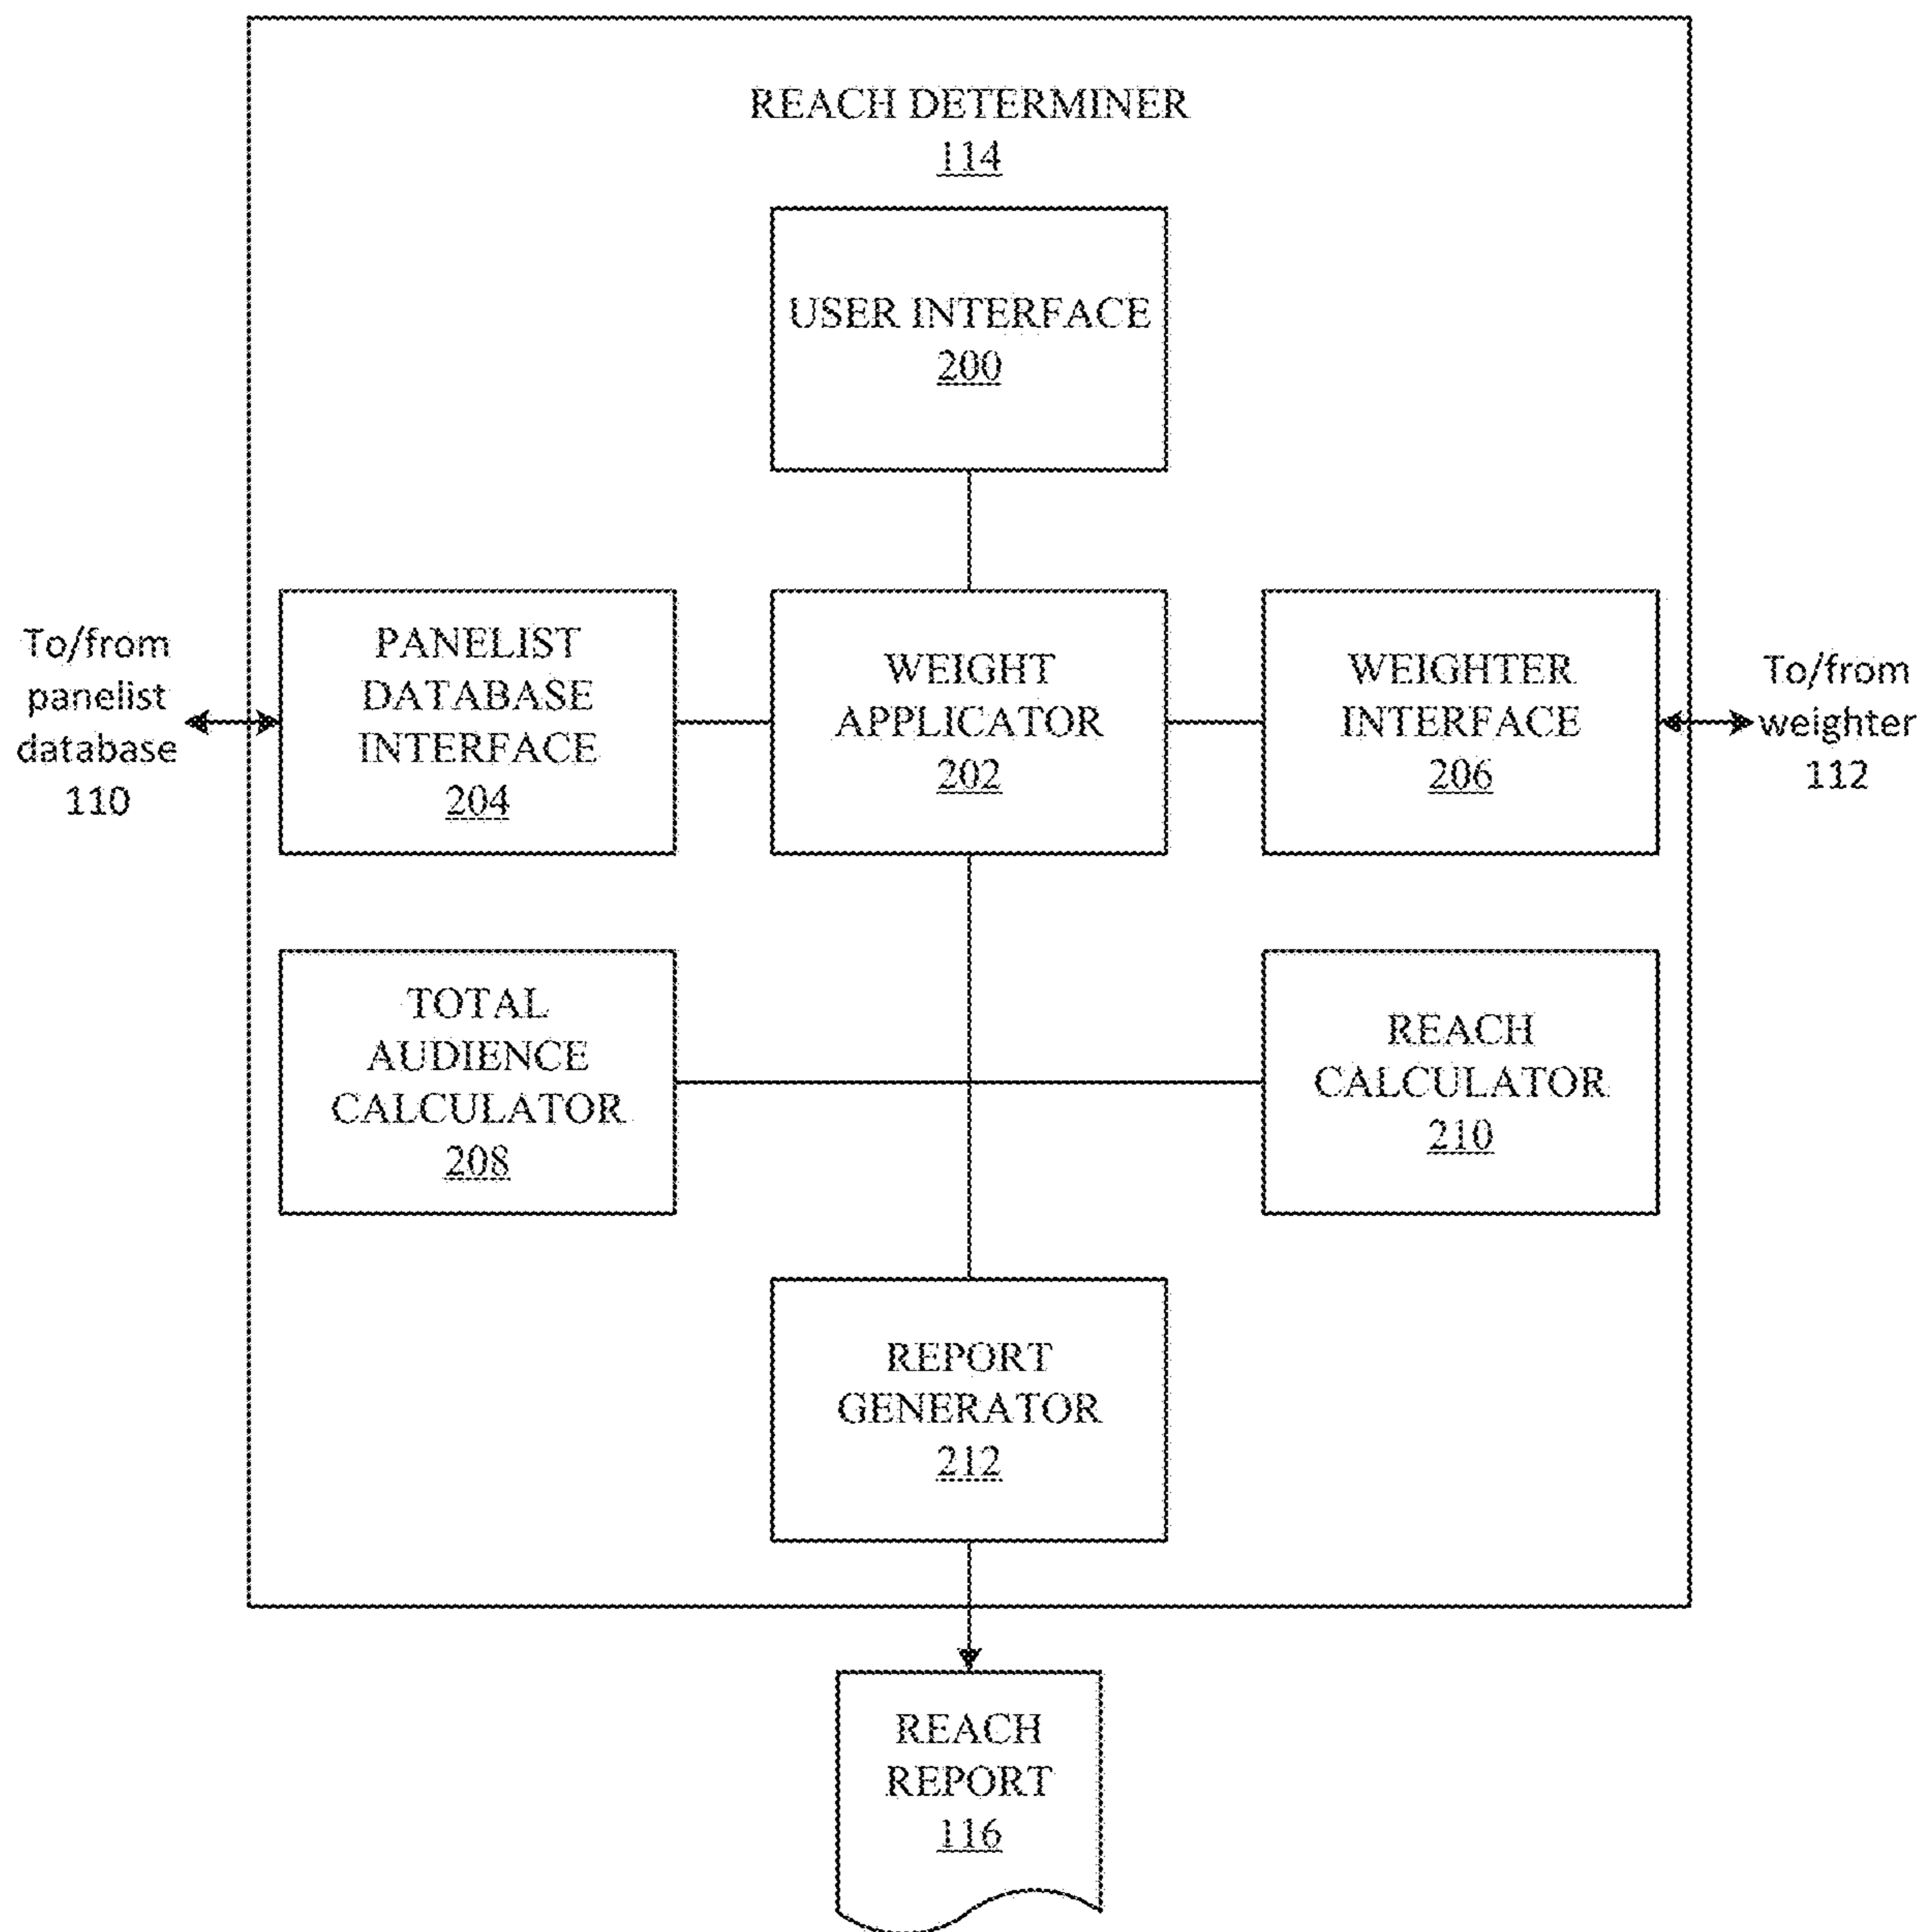 REACH DETERMINER
114
USER INTERFACE
200
To/from
panelist
database
110
PANELIST
DATABASE
INTERFACE
204
WEIGHT
APPLICATOR
202
WEIGHTER
INTERFACE
206
To/from
weighter
112
TOTAL
AUDIENCE
CALCULATOR
208
REACH
CALCULATOR
210
REPORT
GENERATOR
212
REACH
REPORT
116